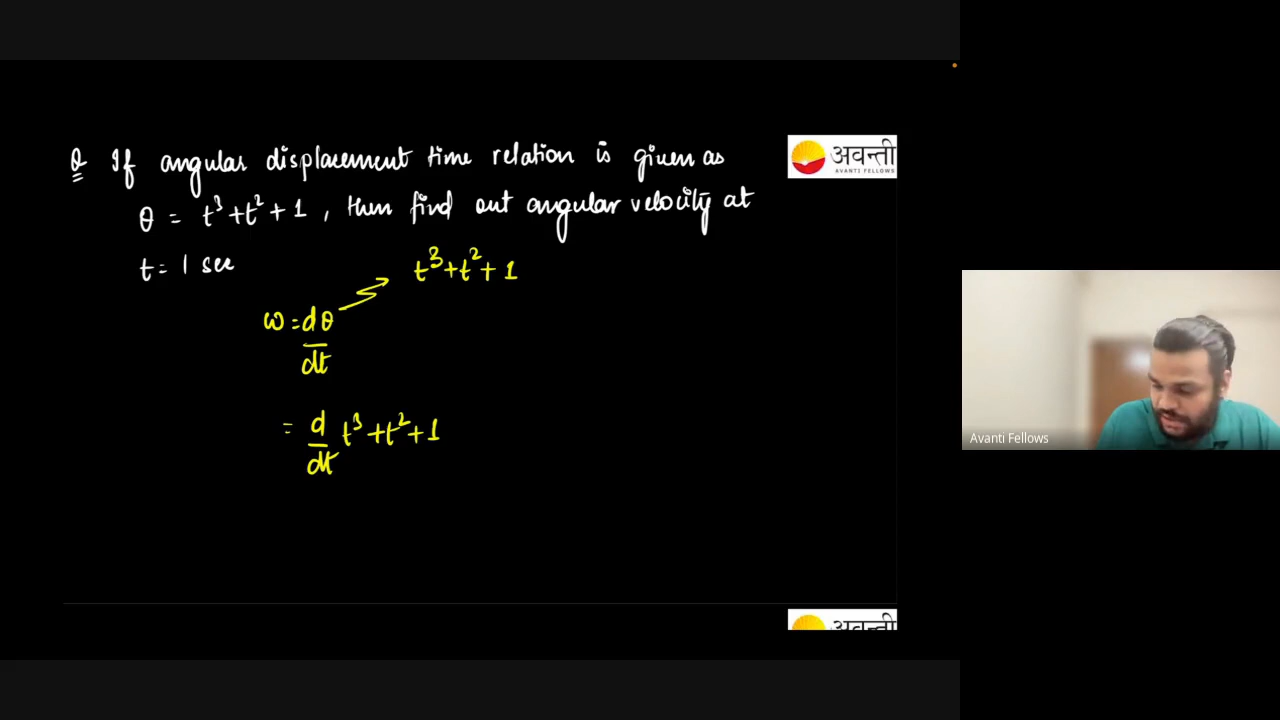 Q If angular displacement time relation is given as
θ = t³+t²+1, then find out angular velocity at
t = 1 sec
t³+t²+1
ω = dθ
dt
= d t³+t²+1
dt
अवन्ती
AVANTI FELLOWS
Avanti Fellows
अवन्ती